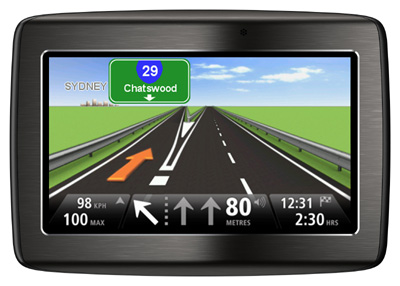 29
SYDNEY
Chatswood
98 KPH
100 MAX
80
METRES
12:31
2:30 HRS